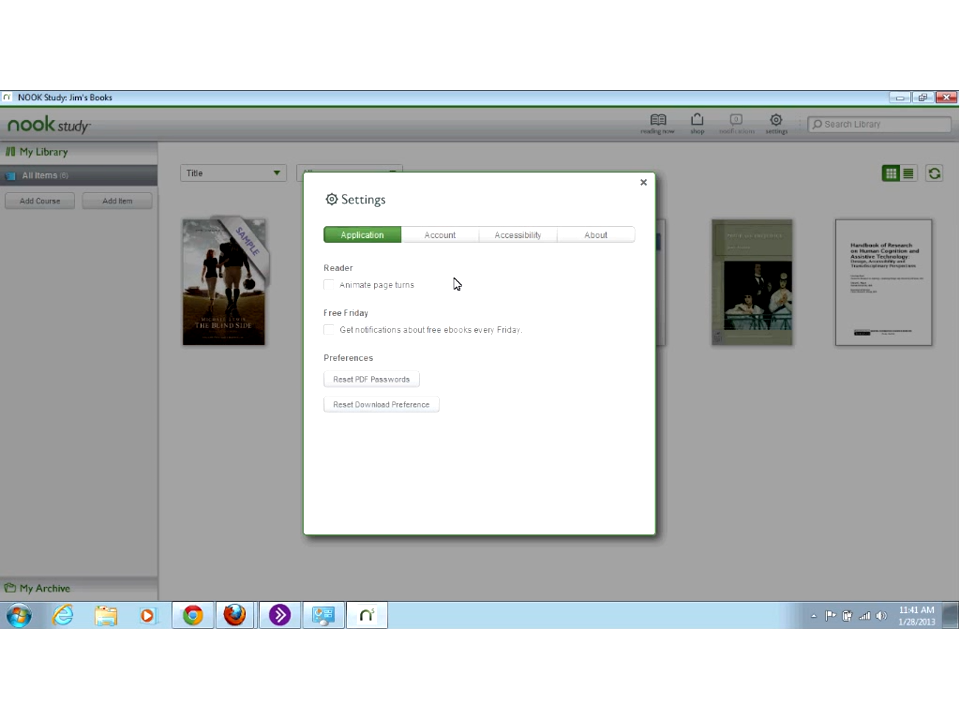 NOOK Study: Jim's Books
nook study
reading now
shop
notifications
settings
Search Library
My Library
All Items
Add Course
Add Item
Title
Settings
Application
Account
Accessibility
About
Reader
Animate page turns
Free Friday
Get notifications about free ebooks every Friday.
Preferences
Reset PDF Passwords
Reset Download Preference
SAMPLE
THE BLIND SIDE
Handbook of Research
on Human Cognition and
Assistive Technology:
Design, Accessibility and
Transdisciplinary Perspectives
My Archive
11:41 AM
1/28/2013